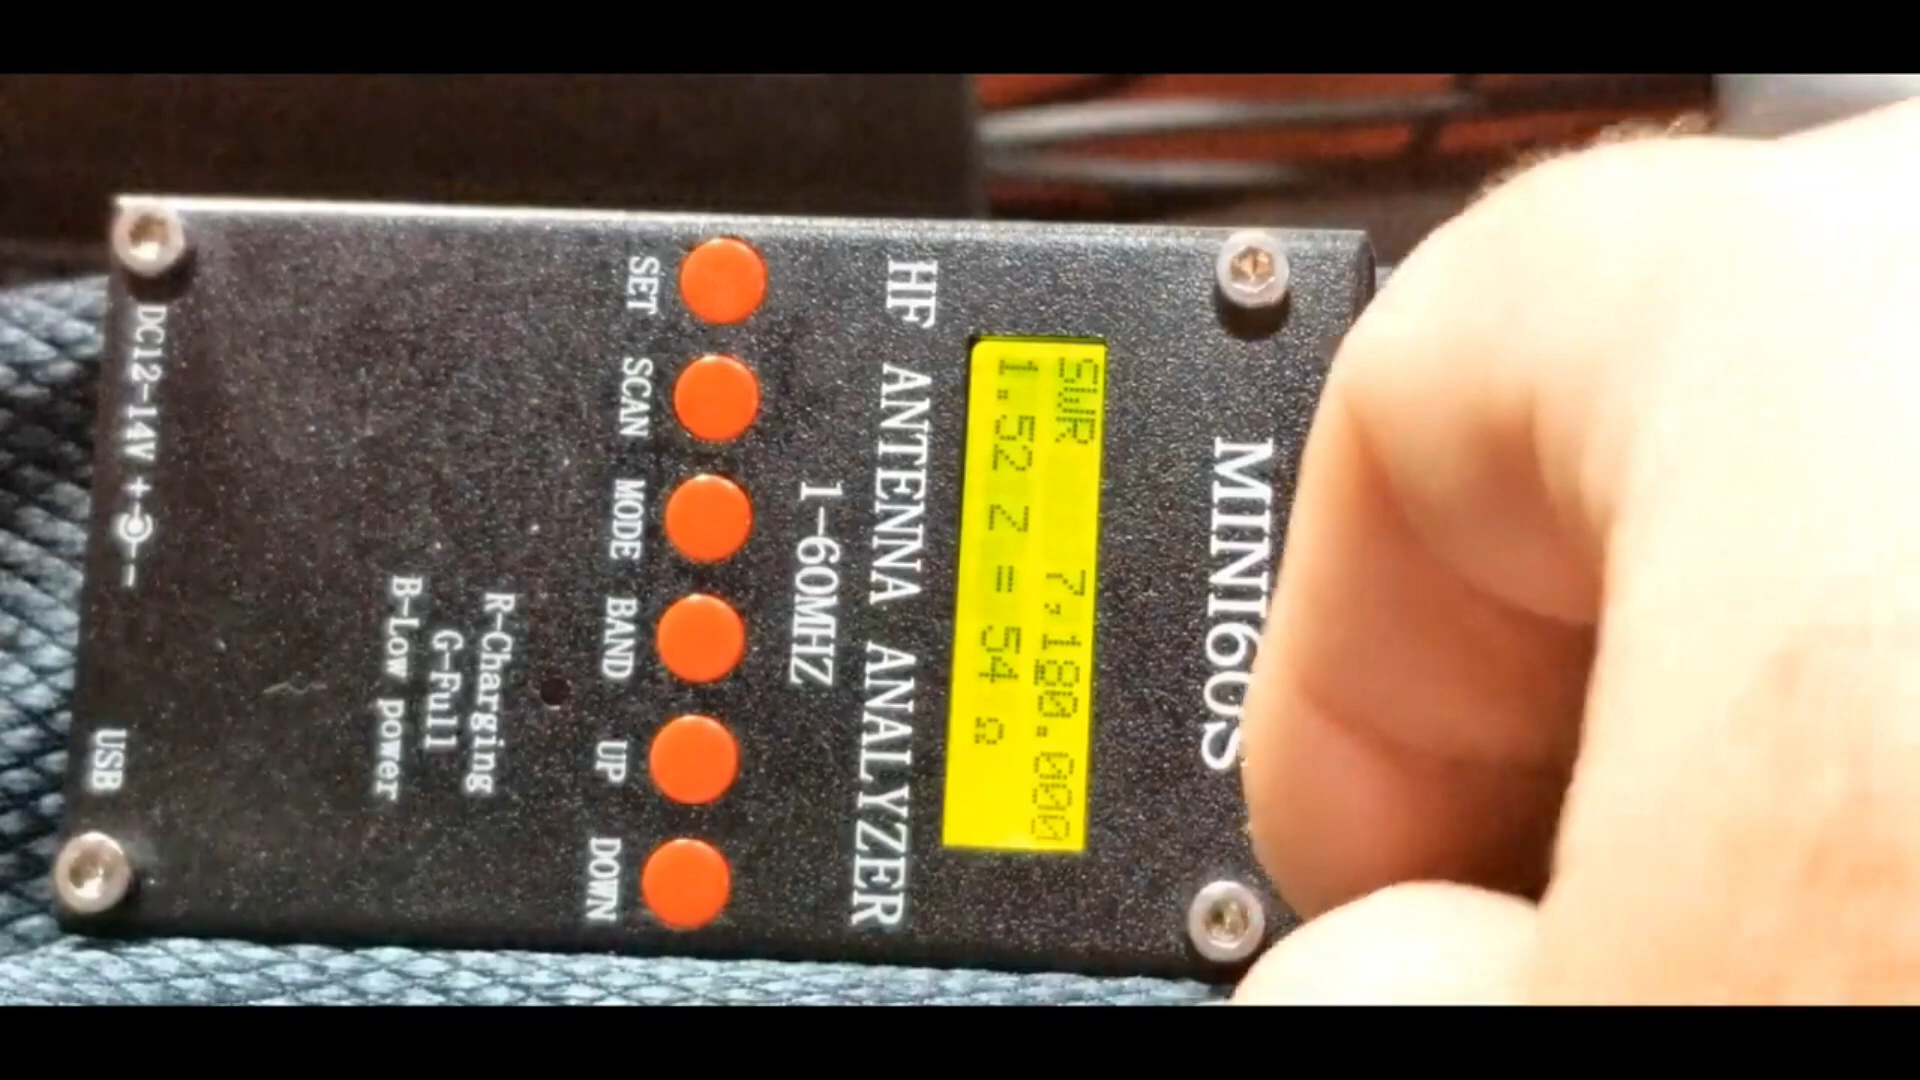 MINI60S
SWR 7,180.000
1.52 Z = 54 Ω
HF ANTENNA ANALYZER
1-60MHZ
SET SCAN MODE BAND UP DOWN
R-Charging
G-Full
B-Low power
DC12-14V + - USB